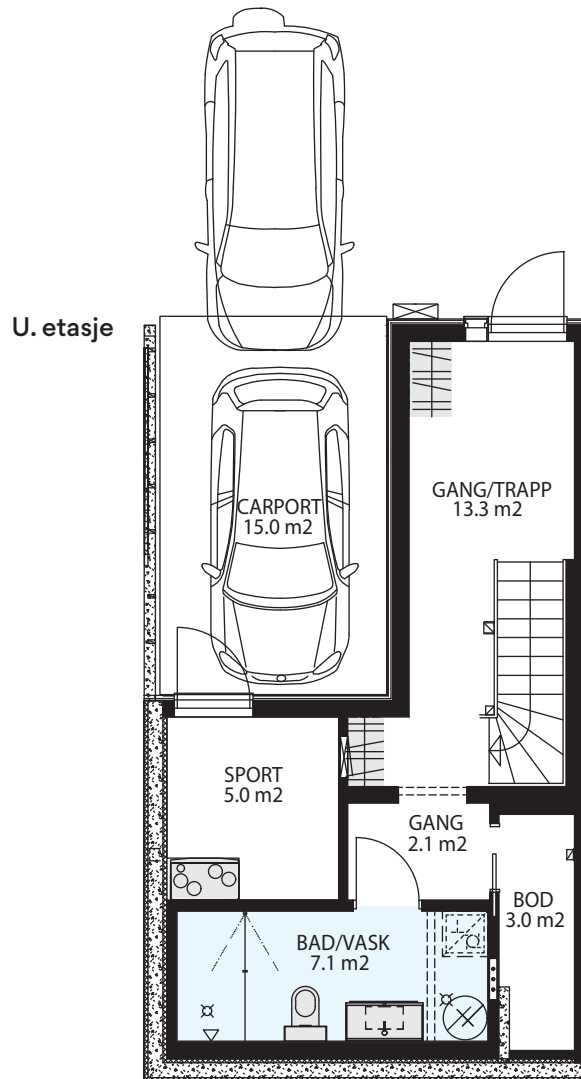 U. etasje
CARPORT
15.0 m2
GANG/TRAPP
13.3 m2
SPORT
5.0 m2
GANG
2.1 m2
BOD
3.0 m2
BAD/VASK
7.1 m2